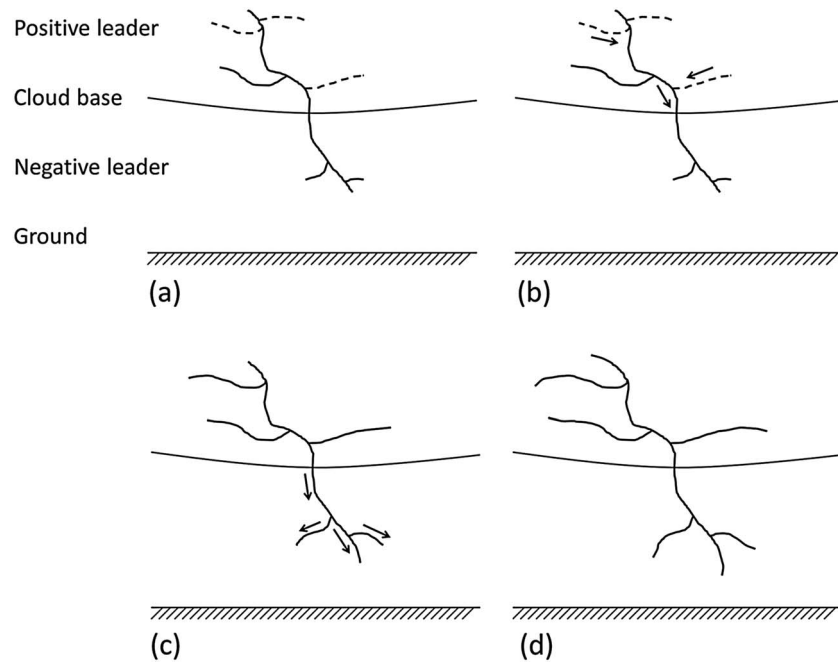 Positive leader
Cloud base
Negative leader
Ground
(a)
(b)
(c)
(d)